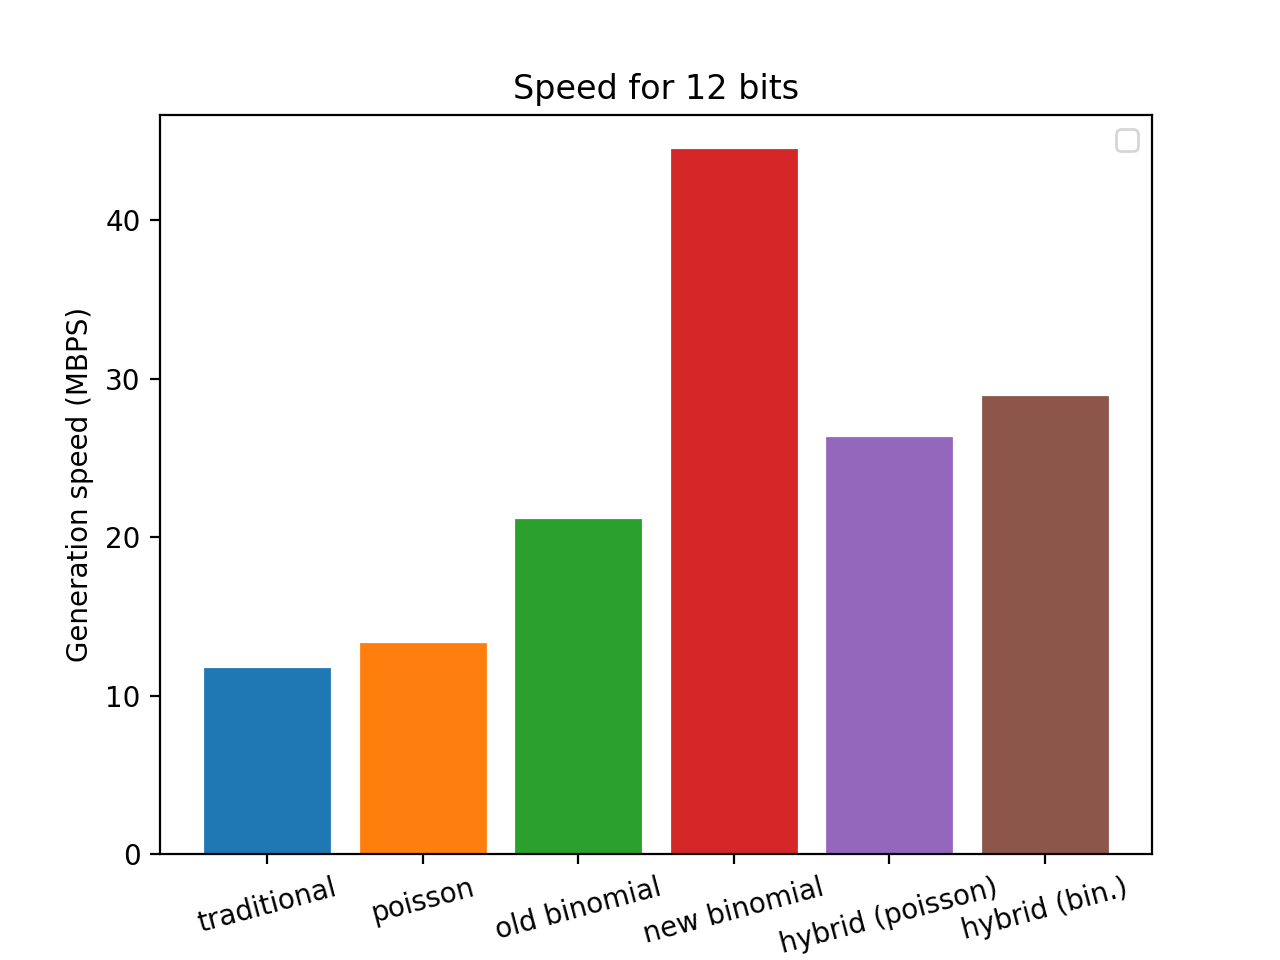 Speed for 12 bits
Generation speed (MBPS)
40
30
20
10
0
traditional
poisson
old binomial
new binomial
hybrid (poisson)
hybrid (bin.)